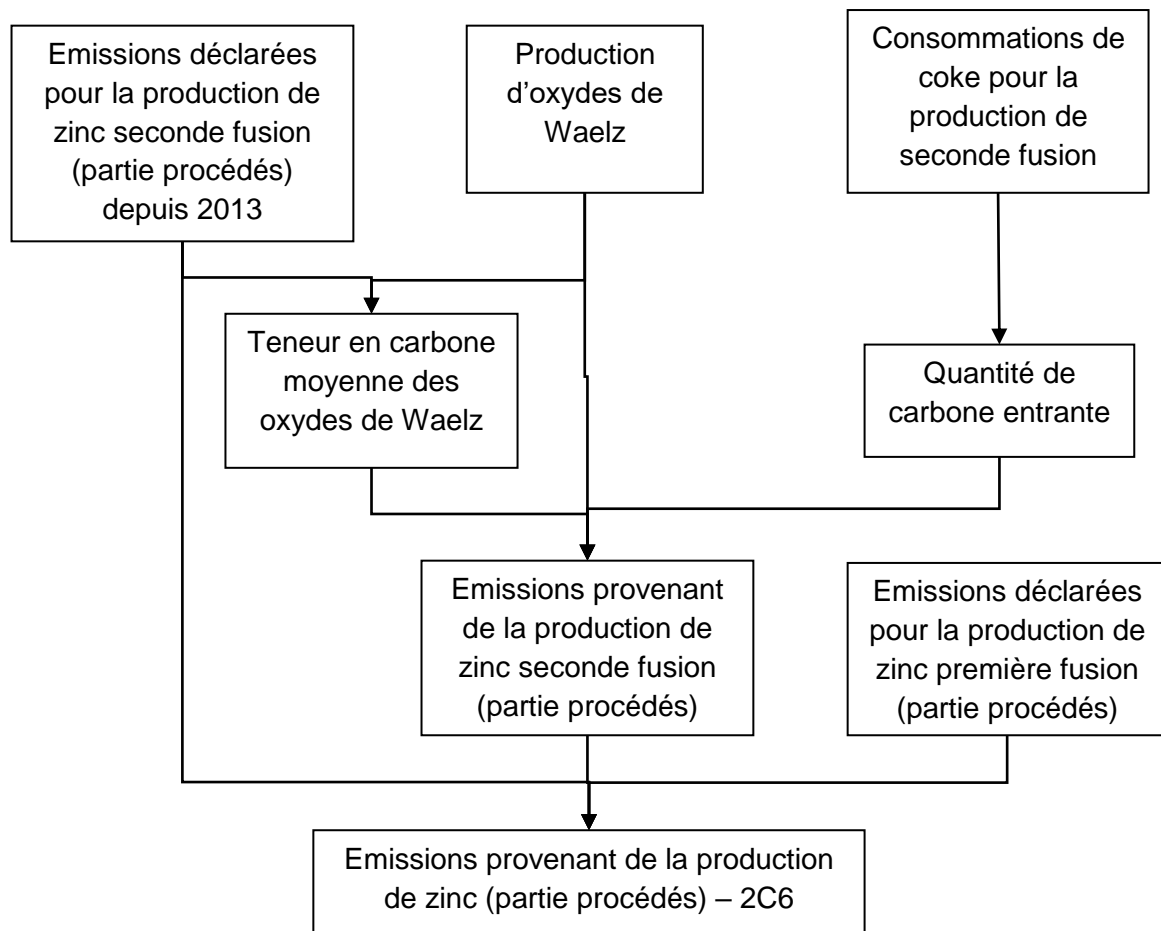 Emissions déclarées
pour la production de
zinc seconde fusion
(partie procédés)
depuis 2013
Production
d’oxydes de
Waelz
Consommations de
coke pour la
production de
seconde fusion
Teneur en carbone
moyenne des
oxydes de Waelz
Quantité de
carbone entrante
Emissions provenant
de la production de
zinc seconde fusion
(partie procédés)
Emissions déclarées
pour la production de
zinc première fusion
(partie procédés)
Emissions provenant de la production
de zinc (partie procédés) – 2C6